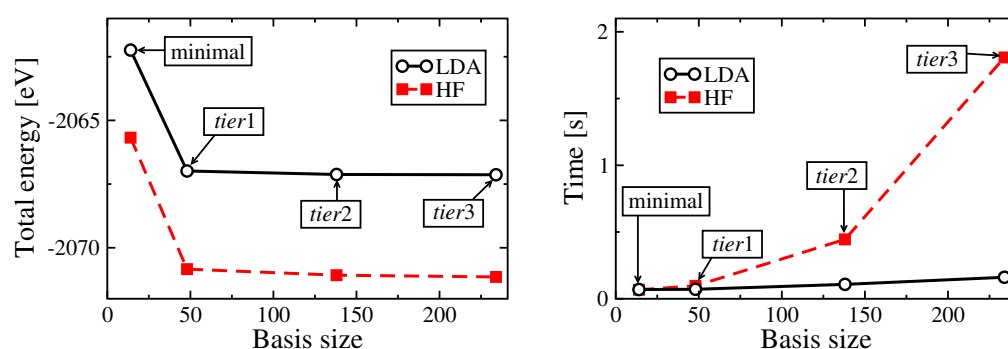 Total energy [eV]
-2065
-2070
minimal
tier1
tier2
tier3
LDA
HF
0
50
100
150
200
Basis size
Time [s]
2
1
0
minimal
tier1
tier2
tier3
LDA
HF
0
50
100
150
200
Basis size